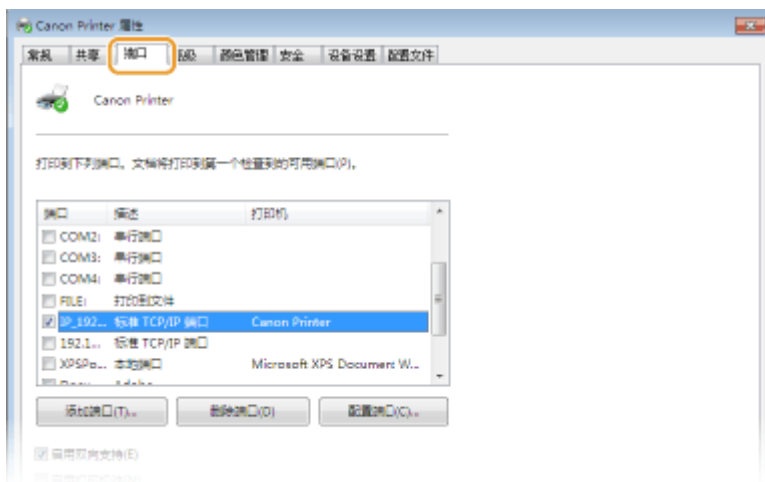 Canon Printer 属性
常规 共享 端口 高级 颜色管理 安全 设备设置 配置文件
Canon Printer
打印到下列端口。文档将打印到第一个检查到的可用端口(P)。
端口 描述 打印机
COM2: 串行端口
COM3: 串行端口
COM4: 串行端口
FILE: 打印到文件
IP_192... 标准 TCP/IP 端口 Canon Printer
192.1... 标准 TCP/IP 端口
XPSPo... 本地端口 Microsoft XPS Document W...
添加端口(T)... 删除端口(D) 配置端口(C)...
启用双向支持(E)